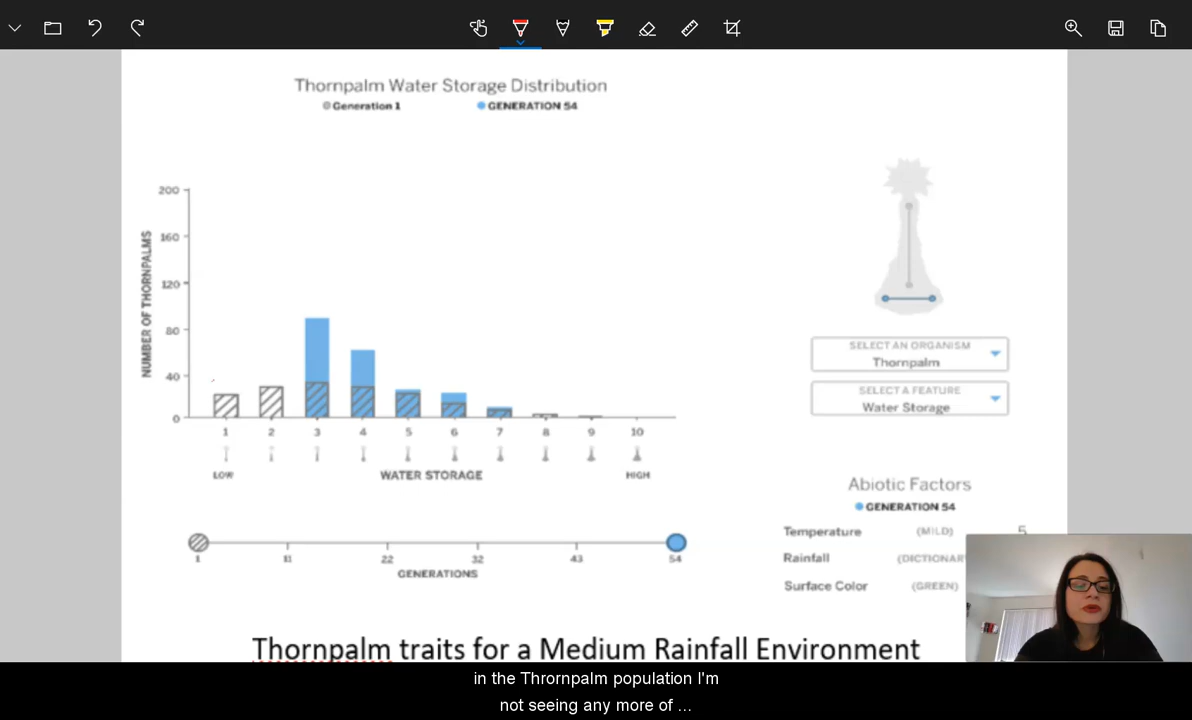 Thornpalm Water Storage Distribution
Generation 1 GENERATION 54
NUMBER OF THORNPALMS
200
160
120
80
40
0
1 2 3 4 5 6 7 8 9 10
LOW WATER STORAGE HIGH
1 11 22 32 43 54
GENERATIONS
SELECT AN ORGANISM
Thornpalm
SELECT A FEATURE
Water Storage
Abiotic Factors
GENERATION 54
Temperature (MILD) 5
Rainfall (DICTIONAR
Surface Color (GREEN)
Thornpalm traits for a Medium Rainfall Environment
in the Thrornpalm population I'm
not seeing any more of ...